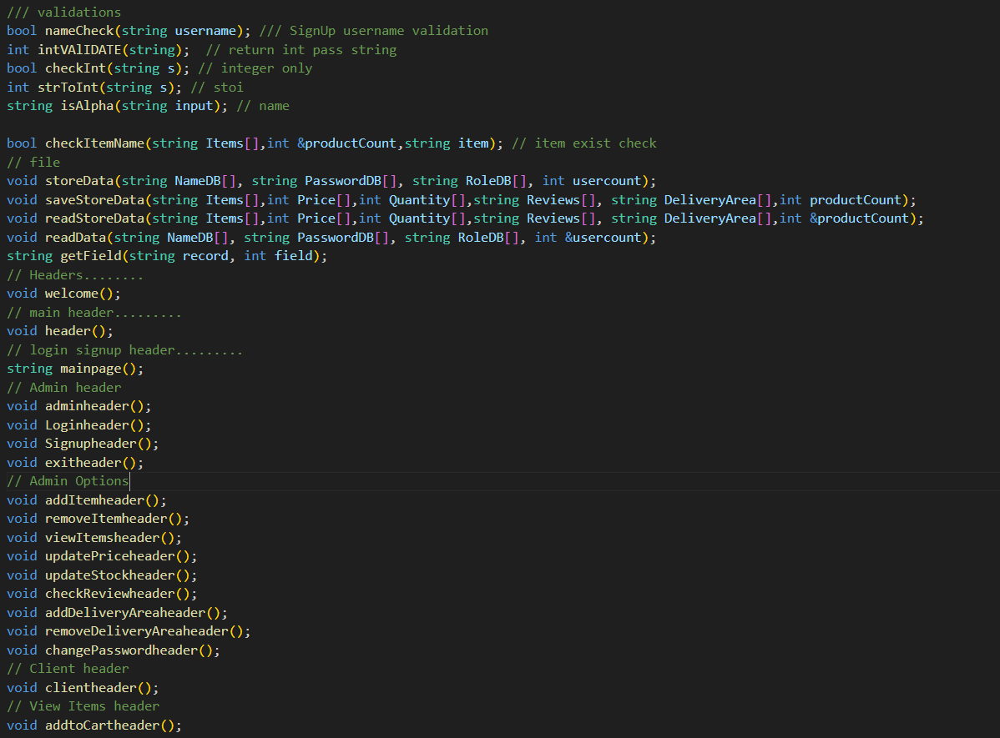 /// validations
bool nameCheck(string username); /// SignUp username validation
int intVAlIDATE(string);  // return int pass string
bool checkInt(string s); // integer only
int strToInt(string s); // stoi
string isAlpha(string input); // name
bool checkItemName(string Items[],int &productCount,string item); // item exist check
// file
void storeData(string NameDB[], string PasswordDB[], string RoleDB[], int usercount);
void saveStoreData(string Items[],int Price[],int Quantity[],string Reviews[], string DeliveryArea[],int productCount);
void readStoreData(string Items[],int Price[],int Quantity[],string Reviews[], string DeliveryArea[],int &productCount);
void readData(string NameDB[], string PasswordDB[], string RoleDB[], int &usercount);
string getField(string record, int field);
// Headers........
void welcome();
// main header.........
void header();
// login signup header.........
string mainpage();
// Admin header
void adminheader();
void Loginheader();
void Signupheader();
void exitheader();
// Admin Options
void addItemheader();
void removeItemheader();
void viewItemsheader();
void updatePriceheader();
void updateStockheader();
void checkReviewheader();
void addDeliveryAreaheader();
void removeDeliveryAreaheader();
void changePasswordheader();
// Client header
void clientheader();
// View Items header
void addtoCartheader();